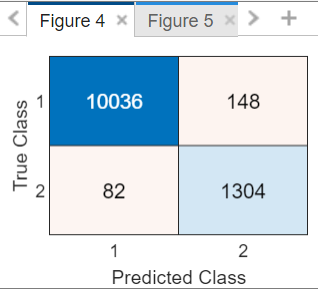 Figure 4 × Figure 5 ×
True Class
1 10036 148
2 82 1304
1 2
Predicted Class